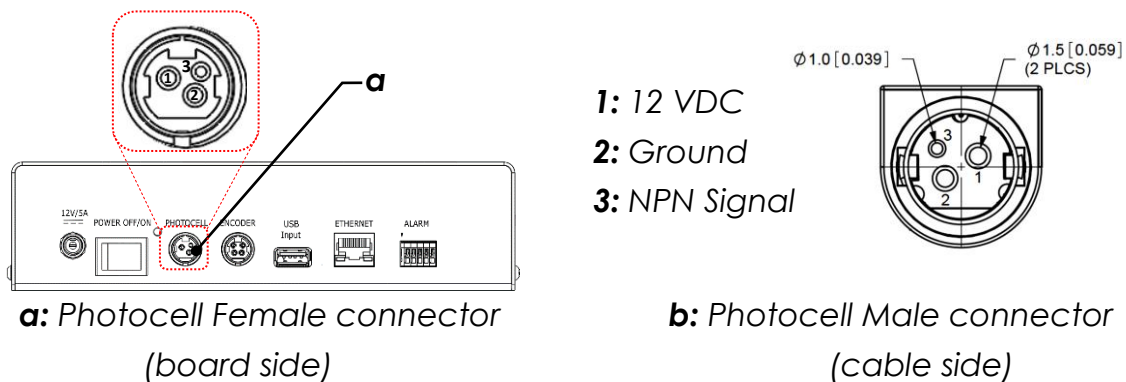 1 3 2
a
12V/5A
POWER OFF/ON
PHOTOCELL
ENCODER
USB
Input
ETHERNET
ALARM
a: Photocell Female connector
(board side)
1: 12 VDC
2: Ground
3: NPN Signal
Ø1.0 [0.039]
Ø1.5 [0.059]
(2 PLCS)
3
1
2
b: Photocell Male connector
(cable side)